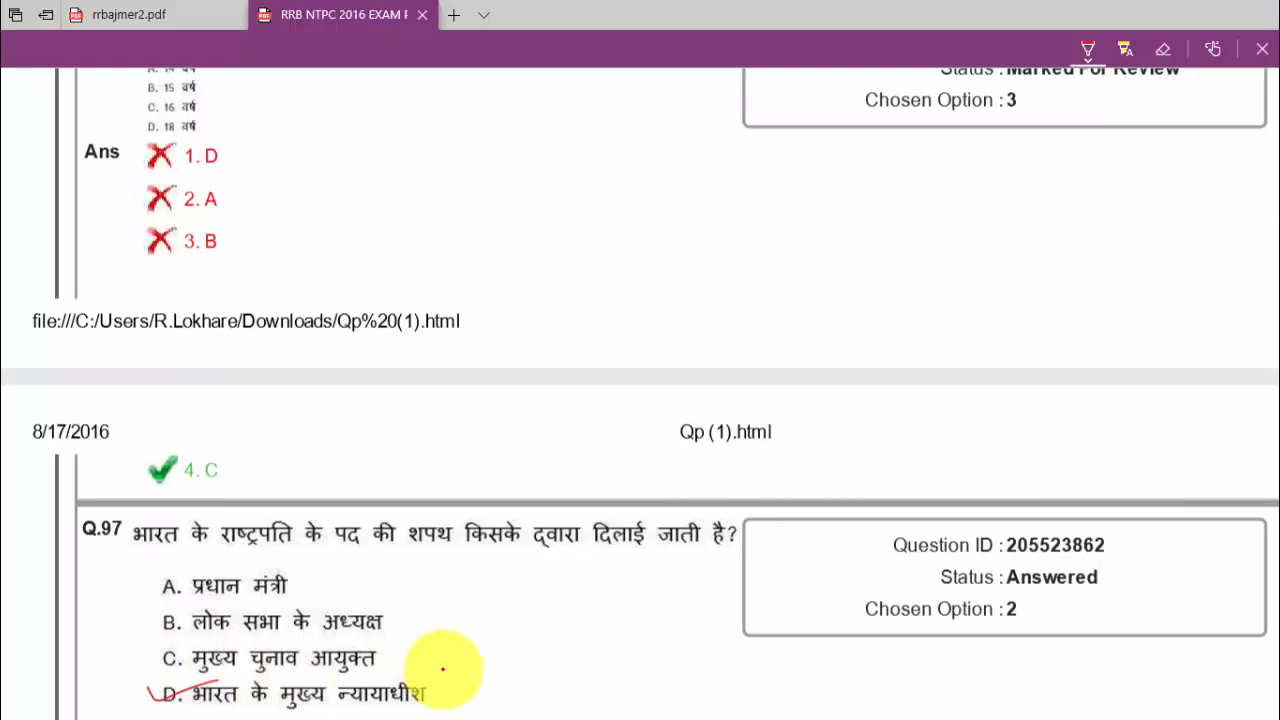 rrbajmer2.pdf
RRB NTPC 2016 EXAM
Status : Marked For Review
B. 15 वर्ष
Chosen Option : 3
C. 16 वर्ष
D. 18 वर्ष
Ans
1. D
2. A
3. B
file:///C:/Users/R.Lokhare/Downloads/Qp%20(1).html
8/17/2016
Qp (1).html
4. C
Q.97 भारत के राष्ट्रपति के पद की शपथ किसके द्वारा दिलाई जाती है?
Question ID : 205523862
A. प्रधान मंत्री
Status : Answered
Chosen Option : 2
B. लोक सभा के अध्यक्ष
C. मुख्य चुनाव आयुक्त
D. भारत के मुख्य न्यायाधीश